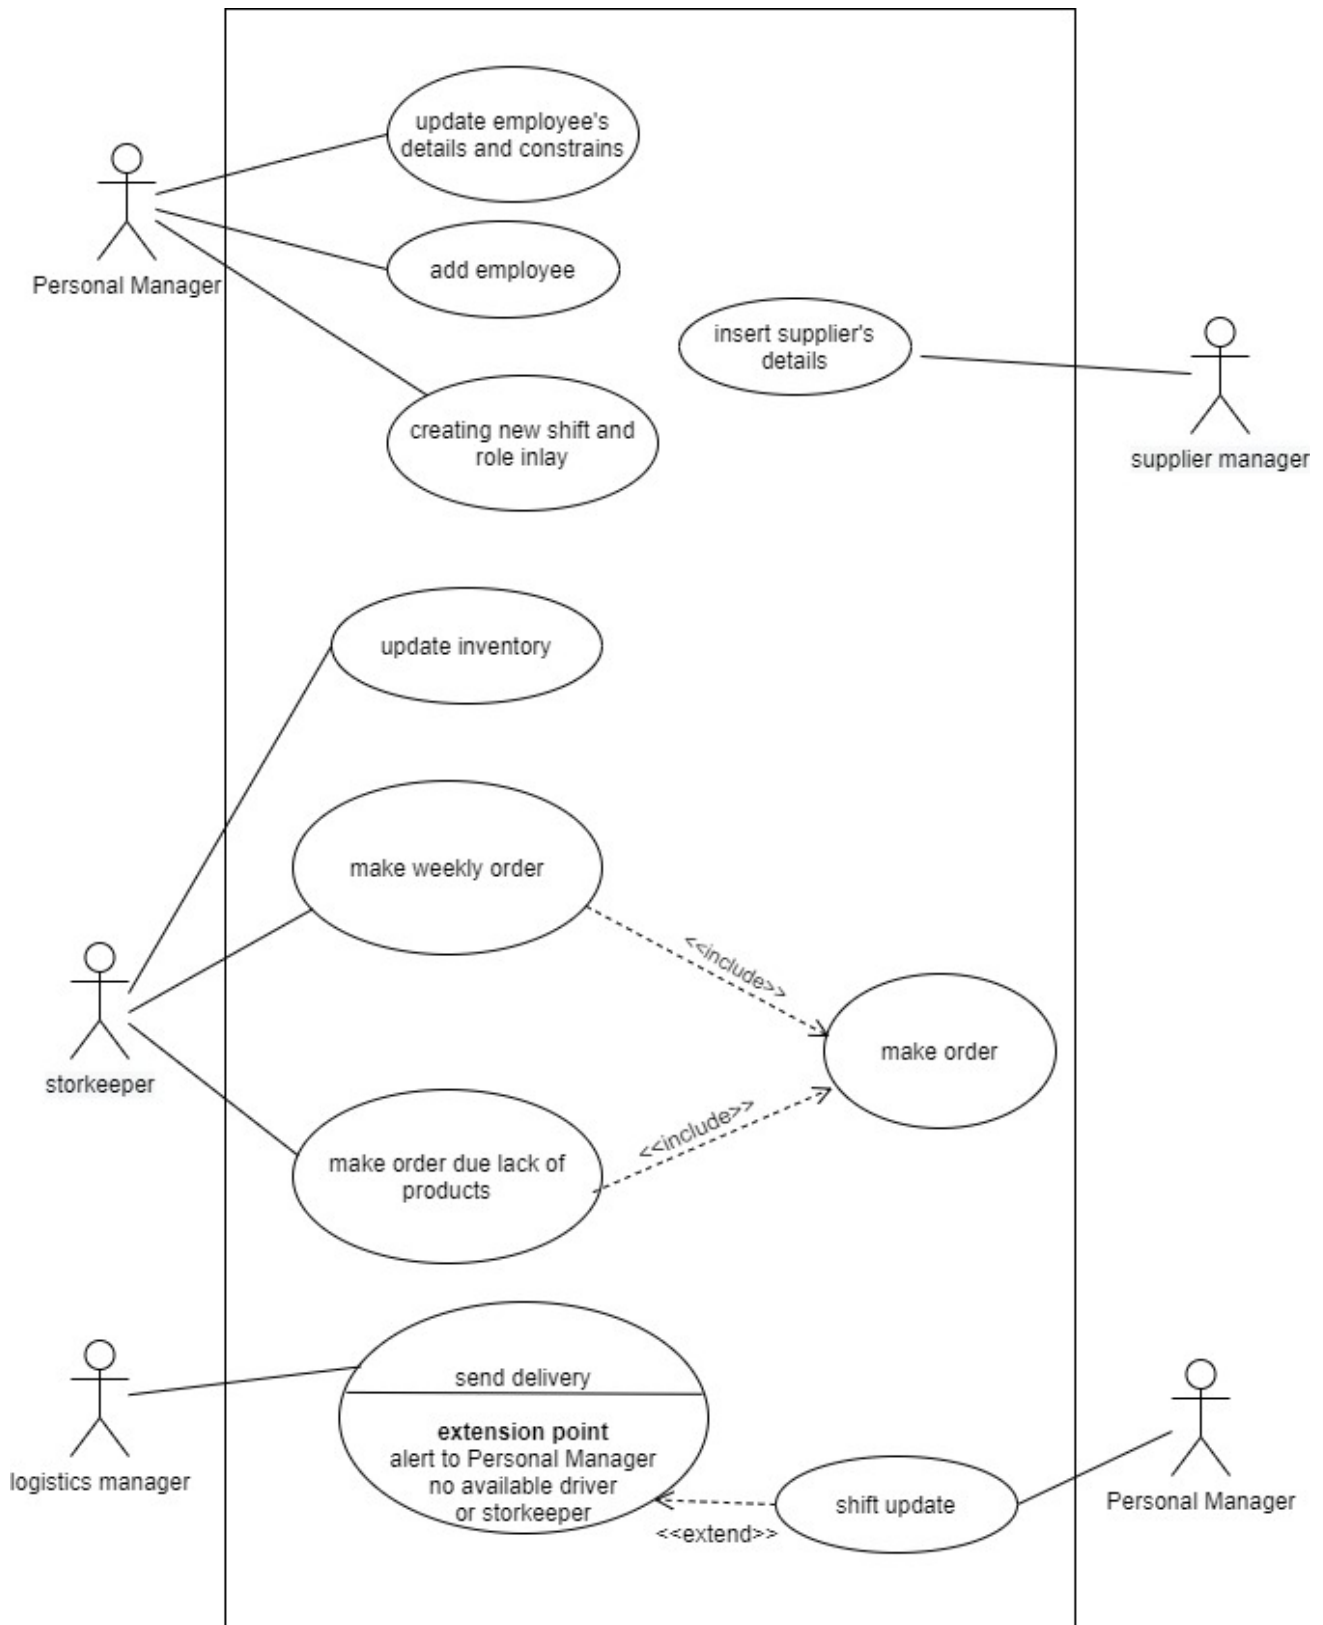 update employee's
details and constrains
Personal Manager
add employee
insert supplier's
details
supplier manager
creating new shift and
role inlay
update inventory
make weekly order
<<include>>
storkeeper
make order
<<include>>
make order due lack of
products
logistics manager
send delivery
extension point
alert to Personal Manager
no available driver
or storkeeper
<<extend>>
shift update
Personal Manager